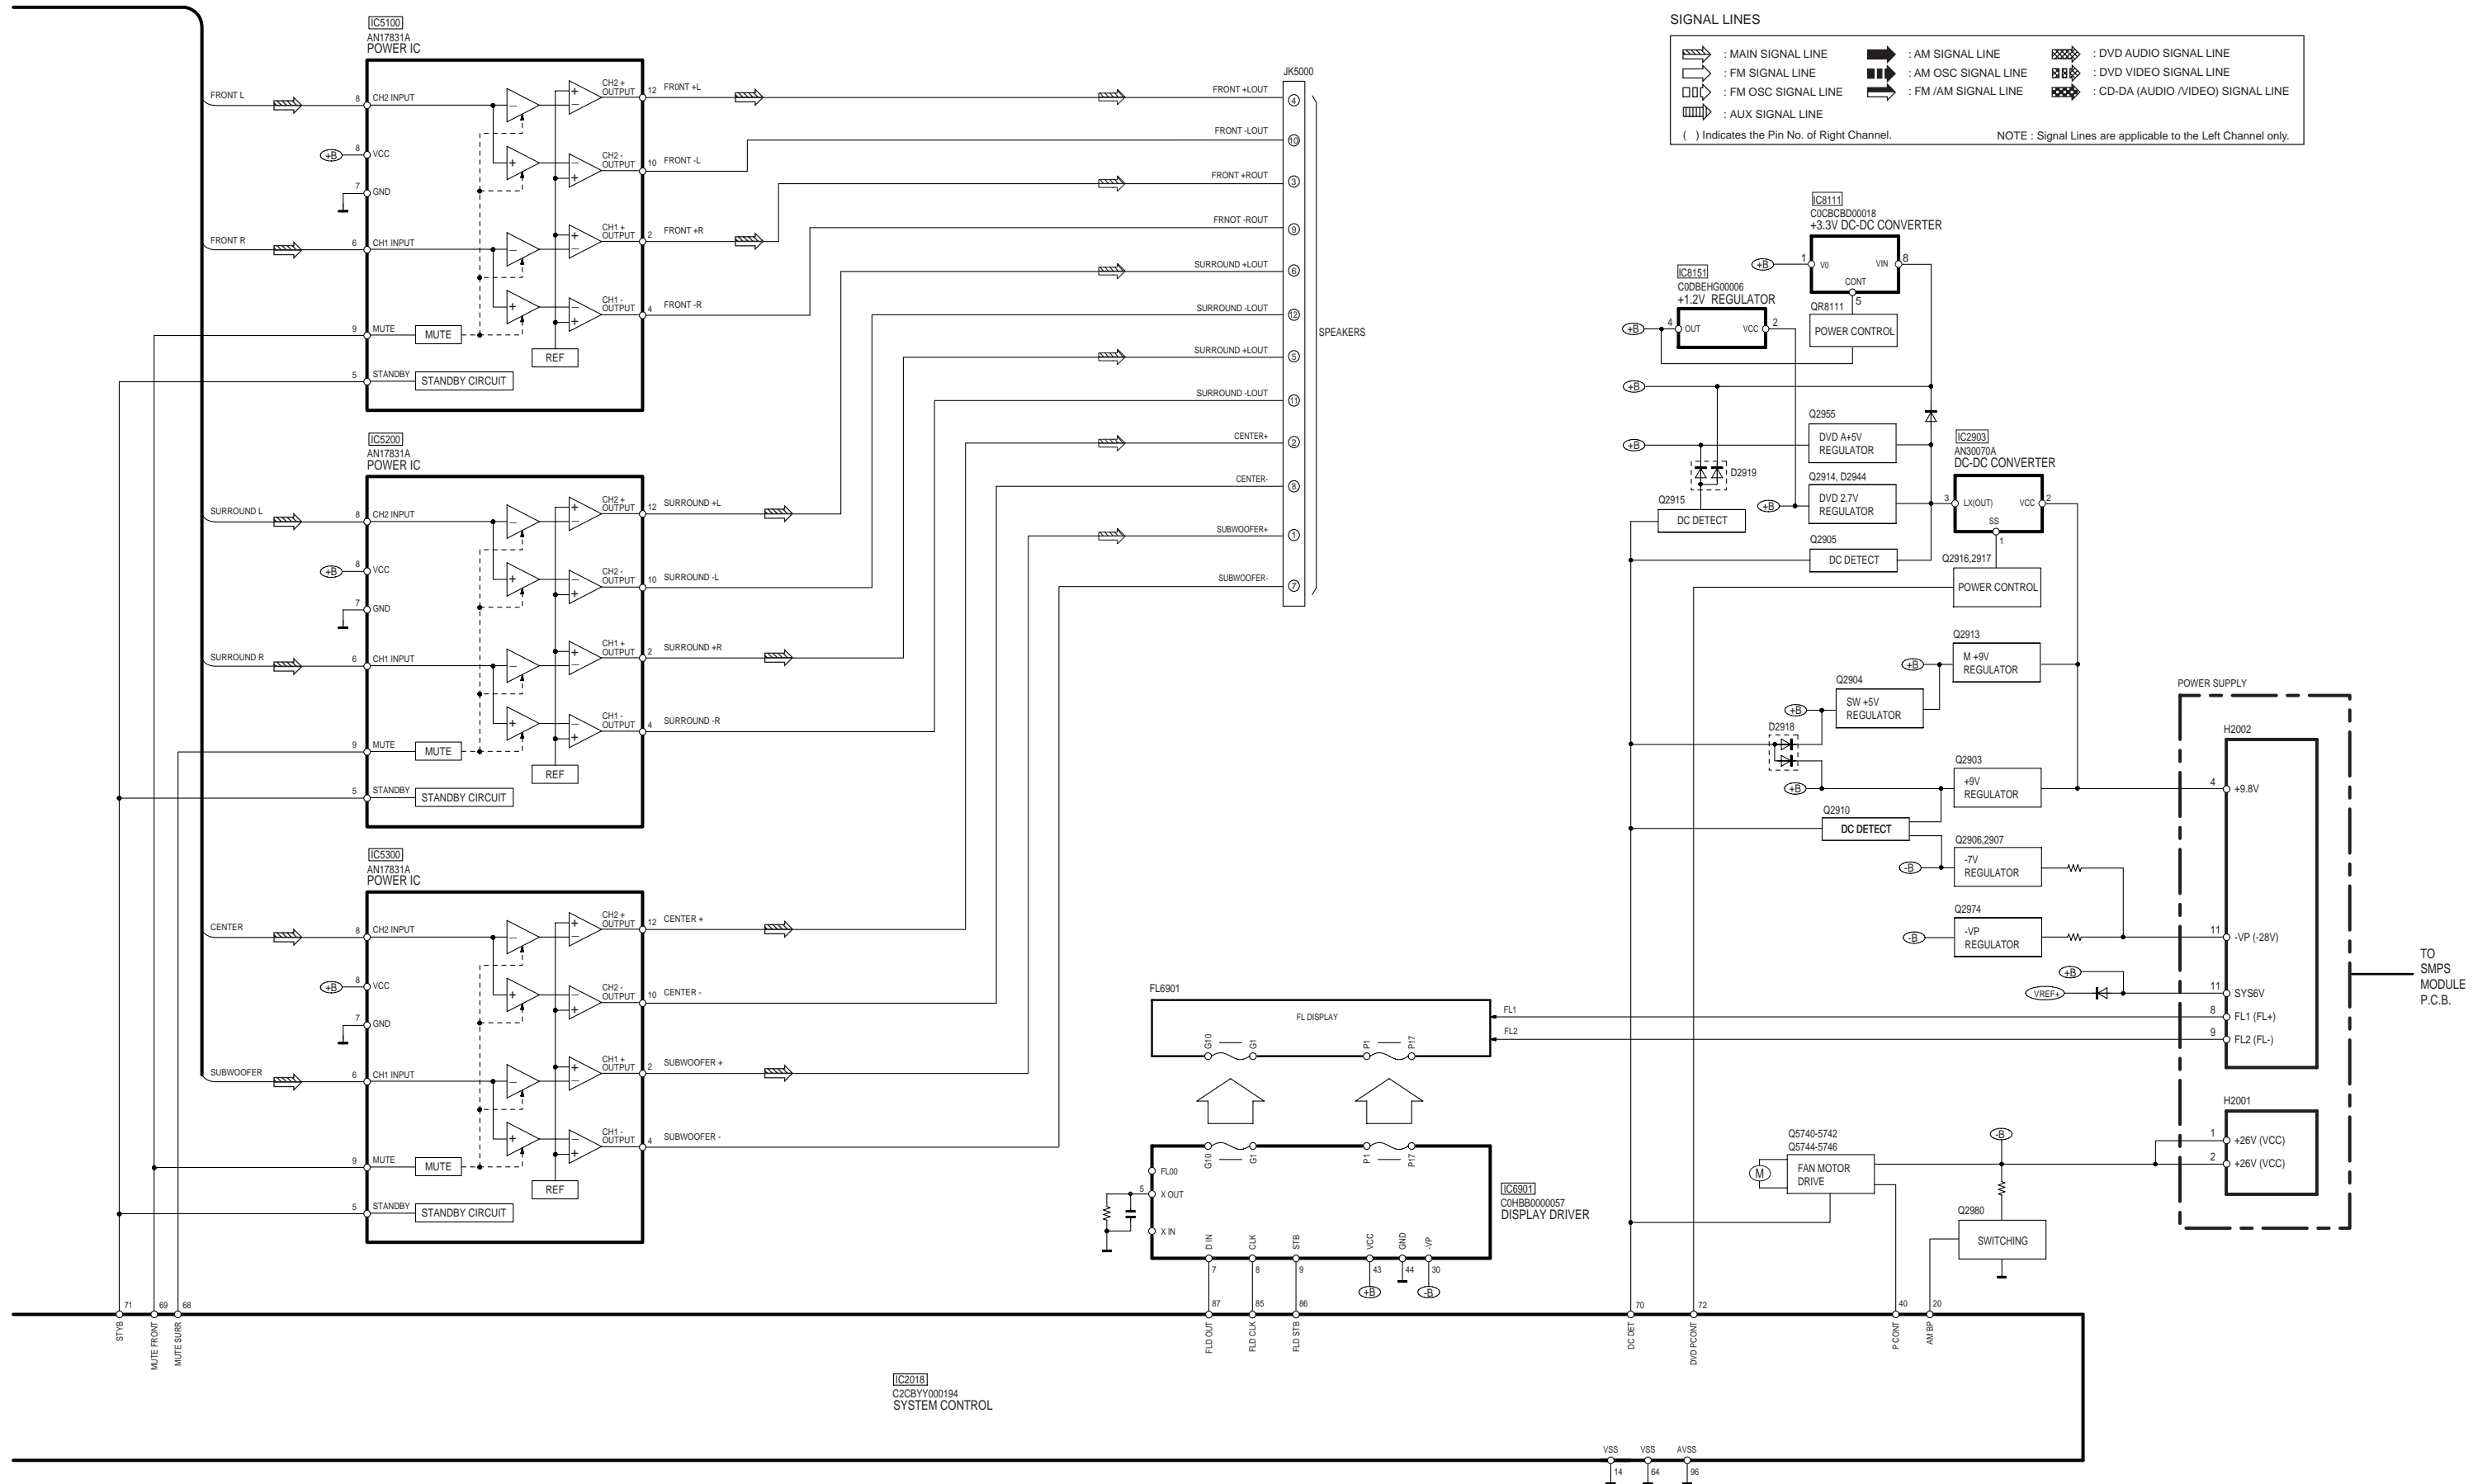 SIGNAL LINES
: MAIN SIGNAL LINE
: AM SIGNAL LINE
: DVD AUDIO SIGNAL LINE
: FM SIGNAL LINE
: AM OSC SIGNAL LINE
: DVD VIDEO SIGNAL LINE
: FM OSC SIGNAL LINE
: FM /AM SIGNAL LINE
: CD-DA (AUDIO /VIDEO) SIGNAL LINE
: AUX SIGNAL LINE
( ) Indicates the Pin No. of Right Channel.
NOTE : Signal Lines are applicable to the Left Channel only.
IC5100
AN17831A
POWER IC
FRONT L
8 CH2 INPUT
+B 8 VCC
7 GND
FRONT R
6 CH1 INPUT
9 MUTE
MUTE
5 STANDBY
STANDBY CIRCUIT
REF
CH2 +
OUTPUT
12 FRONT +L
CH2 -
OUTPUT
10 FRONT -L
CH1 +
OUTPUT
2 FRONT +R
CH1 -
OUTPUT
4 FRONT -R
IC5200
AN17831A
POWER IC
SURROUND L
8 CH2 INPUT
+B 8 VCC
7 GND
SURROUND R
6 CH1 INPUT
9 MUTE
MUTE
5 STANDBY
STANDBY CIRCUIT
REF
CH2 +
OUTPUT
12 SURROUND +L
CH2 -
OUTPUT
10 SURROUND -L
CH1 +
OUTPUT
2 SURROUND +R
CH1 -
OUTPUT
4 SURROUND -R
IC5300
AN17831A
POWER IC
CENTER
8 CH2 INPUT
+B 8 VCC
7 GND
SUBWOOFER
6 CH1 INPUT
9 MUTE
MUTE
5 STANDBY
STANDBY CIRCUIT
REF
CH2 +
OUTPUT
12 CENTER +
CH2 -
OUTPUT
10 CENTER -
CH1 +
OUTPUT
2 SUBWOOFER +
CH1 -
OUTPUT
4 SUBWOOFER -
JK5000
FRONT +LOUT 4
FRONT -LOUT 10
FRONT +ROUT 3
FRNOT -ROUT 9
SURROUND +LOUT 6
SURROUND -LOUT 12
SURROUND +LOUT 5
SURROUND -LOUT 11
CENTER+ 2
CENTER- 8
SUBWOOFER+ 1
SUBWOOFER- 7
SPEAKERS
IC8111
C0CBCBD00018
+3.3V DC-DC CONVERTER
+B 1 V0
VIN 8
CONT
5
QR8111
POWER CONTROL
IC8151
C0DBEHG00006
+1.2V REGULATOR
+B 4 OUT
VCC 2
+B
Q2955
DVD A+5V
REGULATOR
+B
D2919
Q2914, D2944
DVD 2.7V
REGULATOR
+B
Q2915
DC DETECT
Q2905
DC DETECT
IC2903
AN30070A
DC-DC CONVERTER
3 LX(OUT)
VCC 2
SS
1
Q2916,2917
POWER CONTROL
Q2913
M +9V
REGULATOR
+B
Q2904
SW +5V
REGULATOR
+B
D2918
Q2903
+9V
REGULATOR
+B
Q2910
DC DETECT
Q2906,2907
-7V
REGULATOR
-B
Q2974
-VP
REGULATOR
-B
+B
VREF+
POWER SUPPLY
H2002
4 +9.8V
11 -VP (-28V)
11 SYS6V
8 FL1 (FL+)
9 FL2 (FL-)
H2001
1 +26V (VCC)
2 +26V (VCC)
TO
SMPS
MODULE
P.C.B.
FL6901
FL DISPLAY
G10 G1 P1 P17
FL1
FL2
G10 G1 P1 P17
FL00
5 X OUT
X IN
D IN CLK STB VCC GND -VP
7 8 9 43 44 30
+B -B
IC6901
C0HBB0000057
DISPLAY DRIVER
Q5740-5742
Q5744-5746
FAN MOTOR
DRIVE
M
-B
Q2980
SWITCHING
71 69 68 87 85 86 70 72 40 20
STYB
MUTE FRONT
MUTE SURR
FLD OUT
FLD CLK
FLD STB
DC DET
DVD PCONT
P CONT
AM BP
IC2018
C2CBYY000194
SYSTEM CONTROL
VSS VSS AVSS
14 64 96